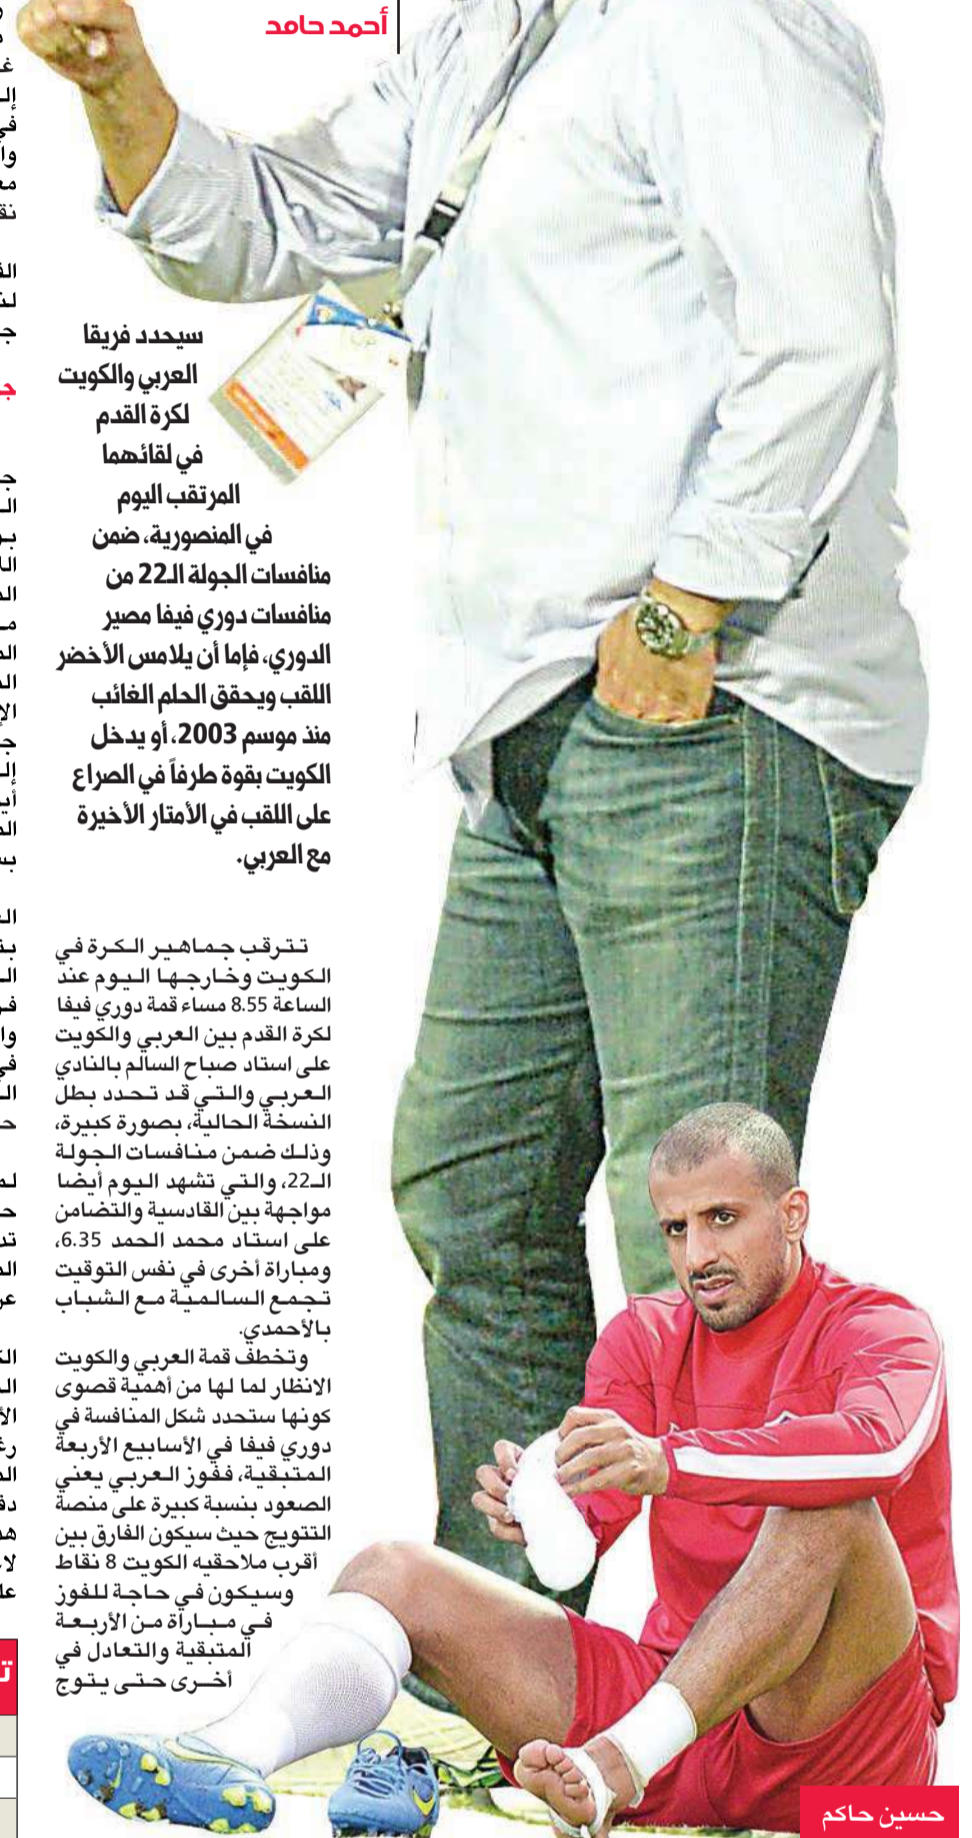 أحمد حامد
سيحدد فريقا
العربي والكويت
لكرة القدم
في لقائهما
المرتقب اليوم
في المنصورية، ضمن
منافسات الجولة الـ22 من
منافسات دوري فيفا مصير
الدوري، فإما أن يلامس الأخضر
اللقب ويحقق الحلم الغائب
منذ موسم 2003، أو يدخل
الكويت بقوة طرفاً في الصراع
على اللقب في الأمتار الأخيرة
مع العربي.
تترقب جماهير الكرة في
الكويت وخارجها اليوم عند
الساعة 8.55 مساء قمة دوري فيفا
لكرة القدم بين العربي والكويت
على استاد صباح السالم بالنادي
العربي والتي قد تحدد بطل
النسخة الحالية، بصورة كبيرة،
وذلك ضمن منافسات الجولة
الـ22، والتي تشهد اليوم أيضا
مواجهة بين القادسية والتضامن
على استاد محمد الحمد 6.35،
ومباراة أخرى في نفس التوقيت
تجمع السالمية مع الشباب
بالأحمدي.
وتخطف قمة العربي والكويت
الانظار لما لها من أهمية قصوى
كونها ستحدد شكل المنافسة في
دوري فيفا في الأسابيع الأربعة
المتبقية، ففوز العربي يعني
الصعود بنسبة كبيرة على منصة
التتويج حيث سيكون الفارق بين
أقرب ملاحقيه الكويت 8 نقاط
وسيكون في حاجة للفوز
في مباراة من الأربعة
المتبقية والتعادل في
أخرى حتى يتوج
حسين حاكم